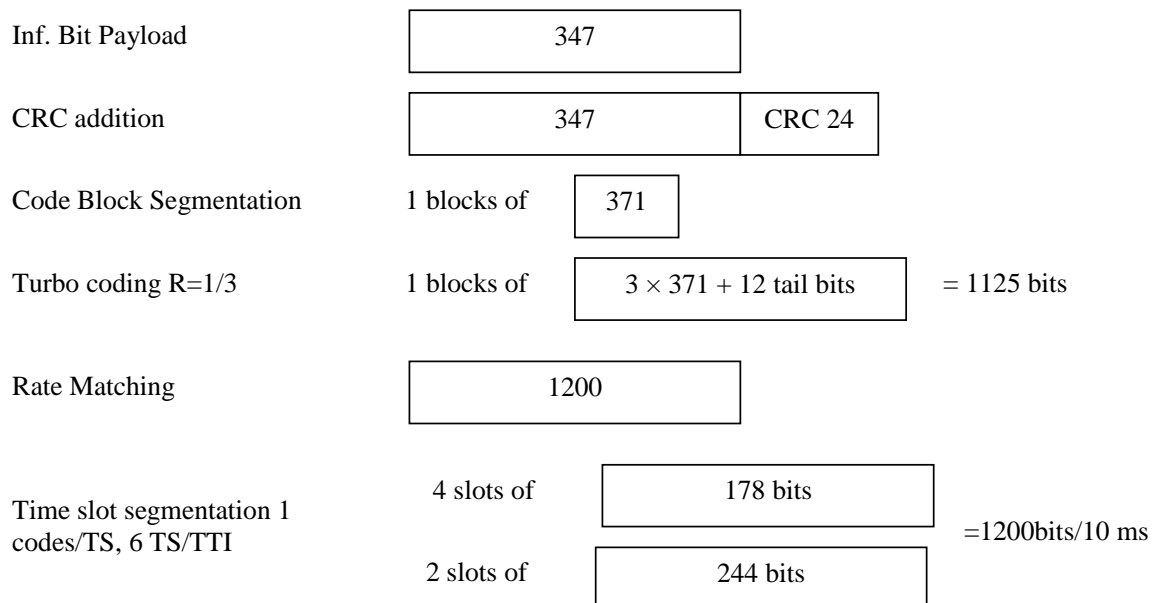 Inf. Bit Payload 347
CRC addition 347 CRC 24
Code Block Segmentation 1 blocks of 371
Turbo coding R=1/3 1 blocks of 3 × 371 + 12 tail bits = 1125 bits
Rate Matching 1200
4 slots of 178 bits
Time slot segmentation 1
codes/TS, 6 TS/TTI
=1200bits/10 ms
2 slots of 244 bits